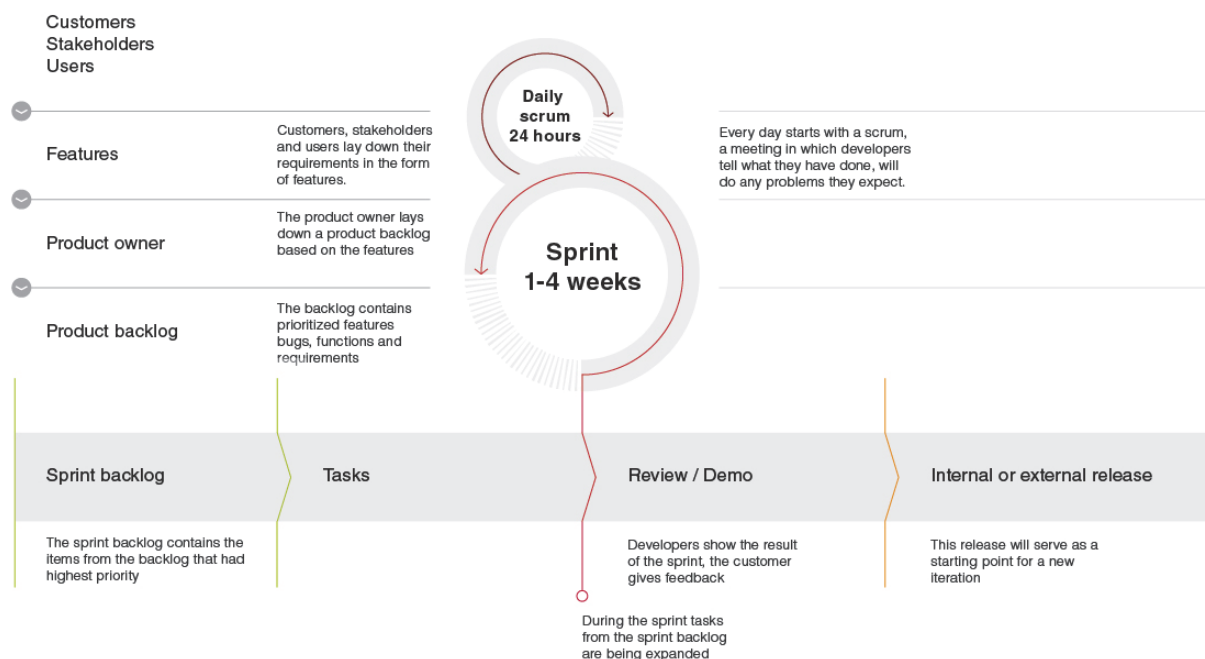 Customers
Stakeholders
Users
Features
Customers, stakeholders
and users lay down their
requirements in the form
of features.
Product owner
The product owner lays
down a product backlog
based on the features
Product backlog
The backlog contains
prioritized features
bugs, functions and
requirements
Daily
scrum
24 hours
Sprint
1-4 weeks
Every day starts with a scrum,
a meeting in which developers
tell what they have done, will
do any problems they expect.
Sprint backlog
The sprint backlog contains the
items from the backlog that had
highest priority
Tasks
Review / Demo
Developers show the result
of the sprint, the customer
gives feedback
During the sprint tasks
from the sprint backlog
are being expanded
Internal or external release
This release will serve as a
starting point for a new
iteration